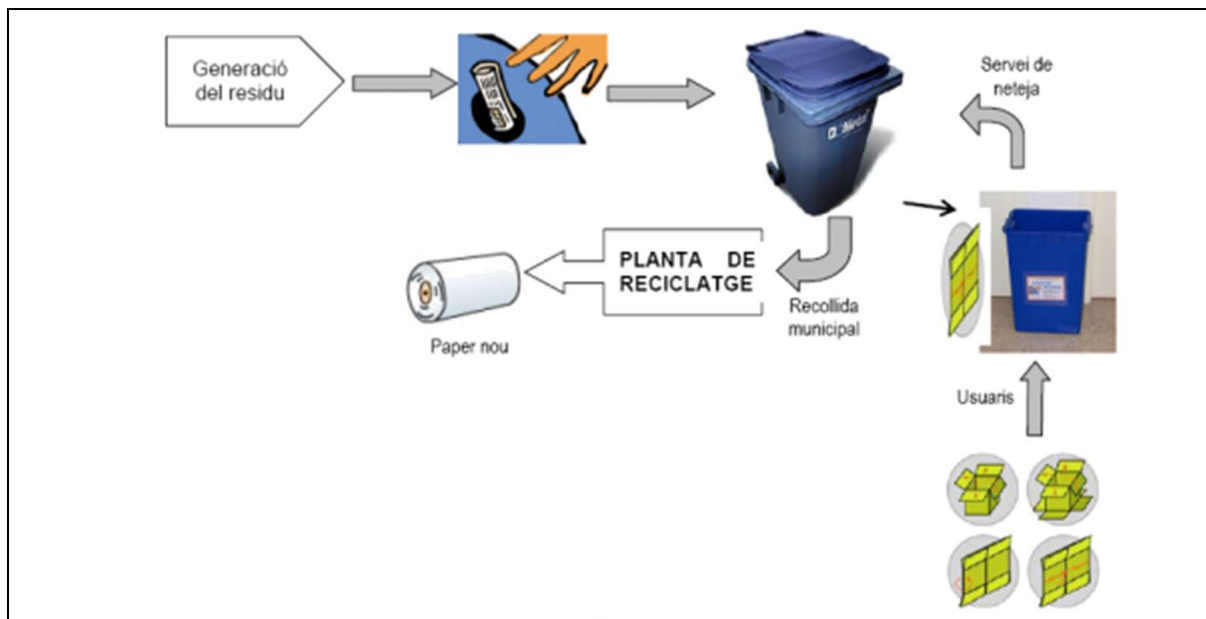 Generació
del residu
Servei de
neteja
PLANTA DE
RECICLATGE
Recollida
municipal
Paper nou
Usuaris